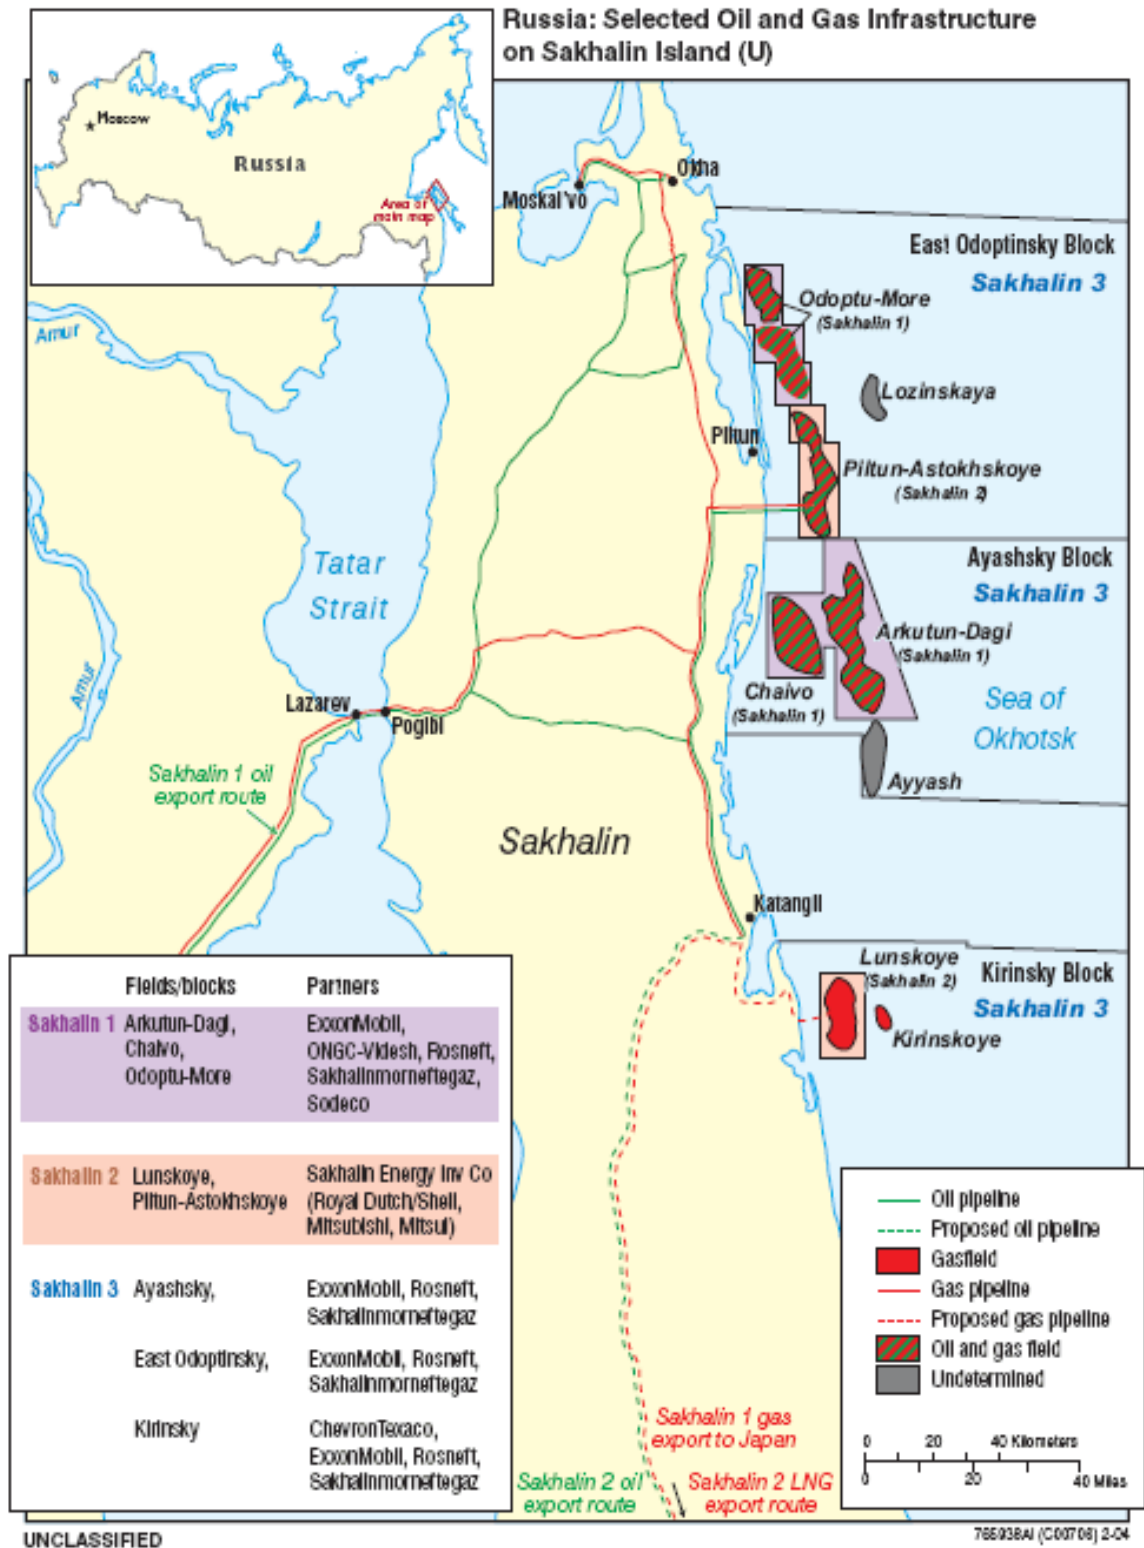 Russia: Selected Oil and Gas Infrastructure
on Sakhalin Island (U)
Moscow
Russia
Area of
main map
Okha
Moskal'vo
East Odoptinsky Block
Sakhalin 3
Odoptu-More
(Sakhalin 1)
Amur
Lozinskaya
Piltun
Piltun-Astokhskoye
(Sakhalin 2)
Tatar
Strait
Ayashsky Block
Sakhalin 3
Arkutun-Dagi
(Sakhalin 1)
Amur
Chaivo
(Sakhalin 1)
Sea of
Okhotsk
Lazarev
Pogibi
Sakhalin 1 oil
export route
Ayyash
Sakhalin
Katangli
Lunskoye
(Sakhalin 2)
Kirinsky Block
Sakhalin 3
Kirinskoye
Fields/blocks Partners
Sakhalin 1 Arkutun-Dagi, ExxonMobil,
Chaivo, ONGC-Videsh, Rosneft,
Odoptu-More Sakhalinmorneftegaz,
Sodeco
Sakhalin 2 Lunskoye, Sakhalin Energy Inv Co
Piltun-Astokhskoye (Royal Dutch/Shell,
Mitsubishi, Mitsui)
Sakhalin 3 Ayashsky, ExxonMobil, Rosneft,
Sakhalinmorneftegaz
East Odoptinsky, ExxonMobil, Rosneft,
Sakhalinmorneftegaz
Kirinsky ChevronTexaco,
ExxonMobil, Rosneft,
Sakhalinmorneftegaz
Oil pipeline
Proposed oil pipeline
Gasfield
Gas pipeline
Proposed gas pipeline
Oil and gas field
Undetermined
0 20 40 Kilometers
0 20 40 Miles
Sakhalin 1 gas
export to Japan
Sakhalin 2 oil
export route
Sakhalin 2 LNG
export route
UNCLASSIFIED
765938AI (C00706) 2-04